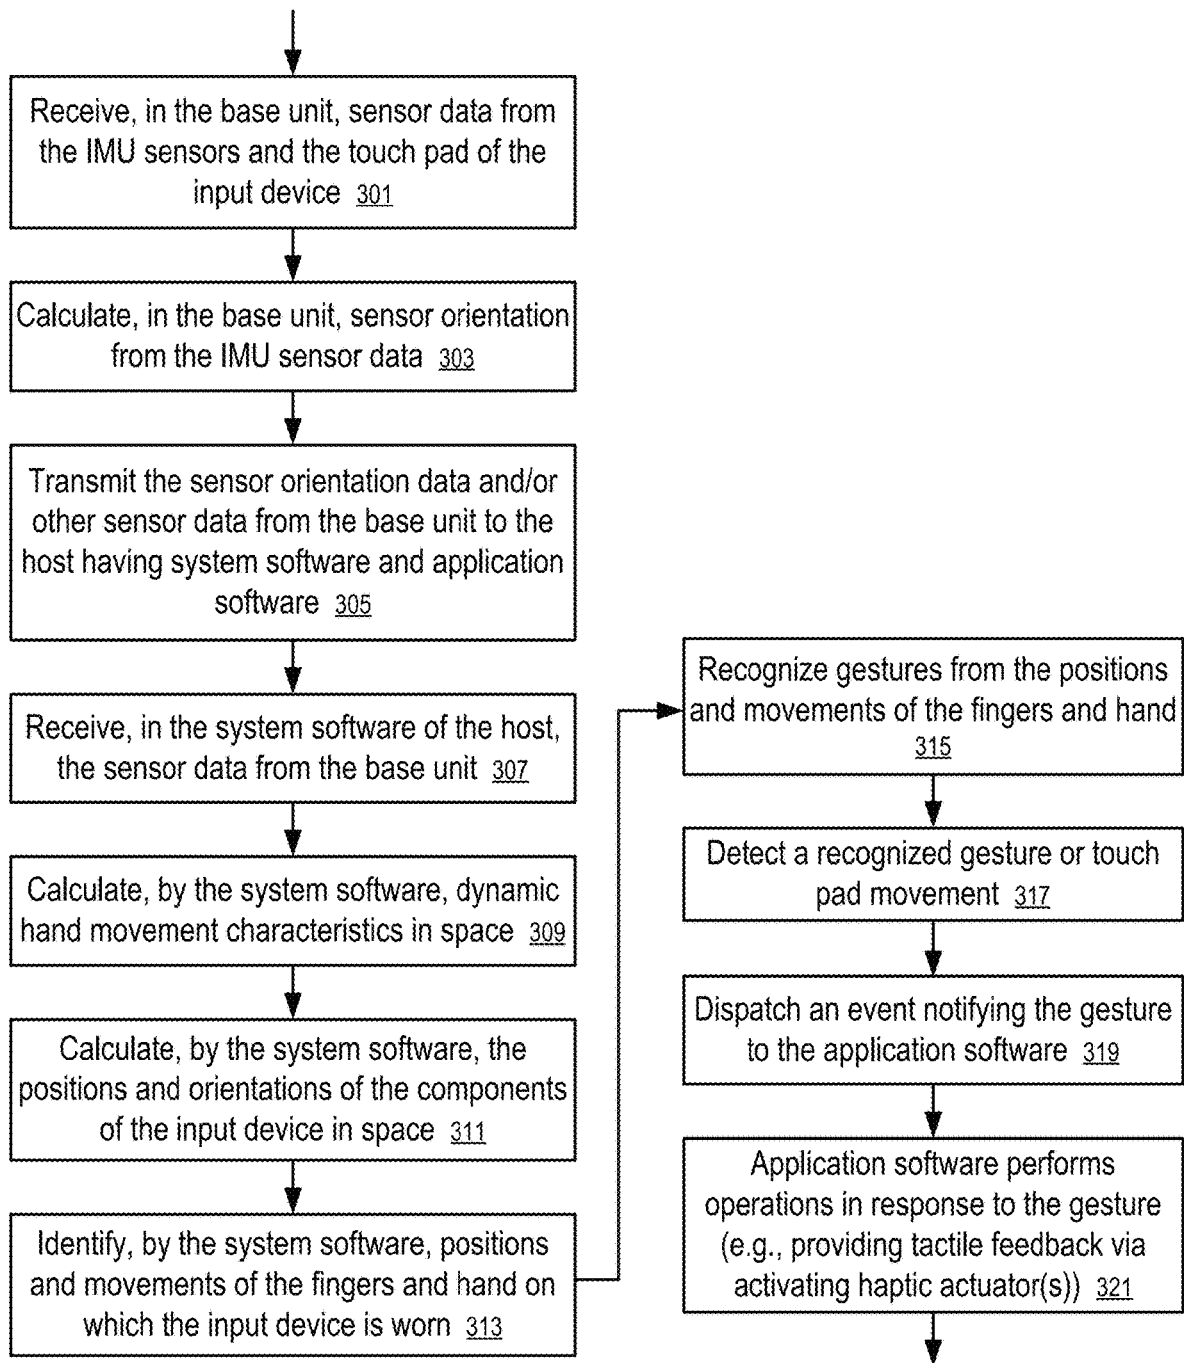 Receive, in the base unit, sensor data from
the IMU sensors and the touch pad of the
input device 301
Calculate, in the base unit, sensor orientation
from the IMU sensor data 303
Transmit the sensor orientation data and/or
other sensor data from the base unit to the
host having system software and application
software 305
Receive, in the system software of the host,
the sensor data from the base unit 307
Calculate, by the system software, dynamic
hand movement characteristics in space 309
Calculate, by the system software, the
positions and orientations of the components
of the input device in space 311
Identify, by the system software, positions
and movements of the fingers and hand on
which the input device is worn 313
Recognize gestures from the positions
and movements of the fingers and hand
315
Detect a recognized gesture or touch
pad movement 317
Dispatch an event notifying the gesture
to the application software 319
Application software performs
operations in response to the gesture
(e.g., providing tactile feedback via
activating haptic actuator(s)) 321